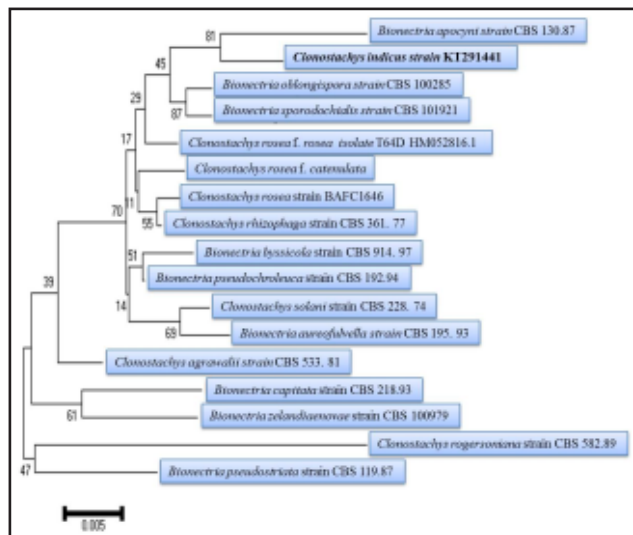 Bionectria apocyni strain CBS 130.87
81
Clonostachys indicus strain KT291441
45
Bionectria oblongispora strain CBS 100285
29
87
Bionectria sporodochialis strain CBS 101921
17
Clonostachys rosea f. rosea isolate T64D HM052816.1
Clonostachys rosea f. catenulata
11
Clonostachys rosea strain BAFC1646
70
55
Clonostachys rhizophaga strain CBS 361. 77
51
Bionectria byssicola strain CBS 914. 97
Bionectria pseudochroleuca strain CBS 192.94
39
14
Clonostachys solani strain CBS 228. 74
69
Bionectria aureofulvella strain CBS 195. 93
Clonostachys agrawalii strain CBS 533. 81
Bionectria capitata strain CBS 218.93
61
Bionectria zelandiaenovae strain CBS 100979
Clonostachys rogersoniana strain CBS 582.89
47
Bionectria pseudostriata strain CBS 119.87
0.005